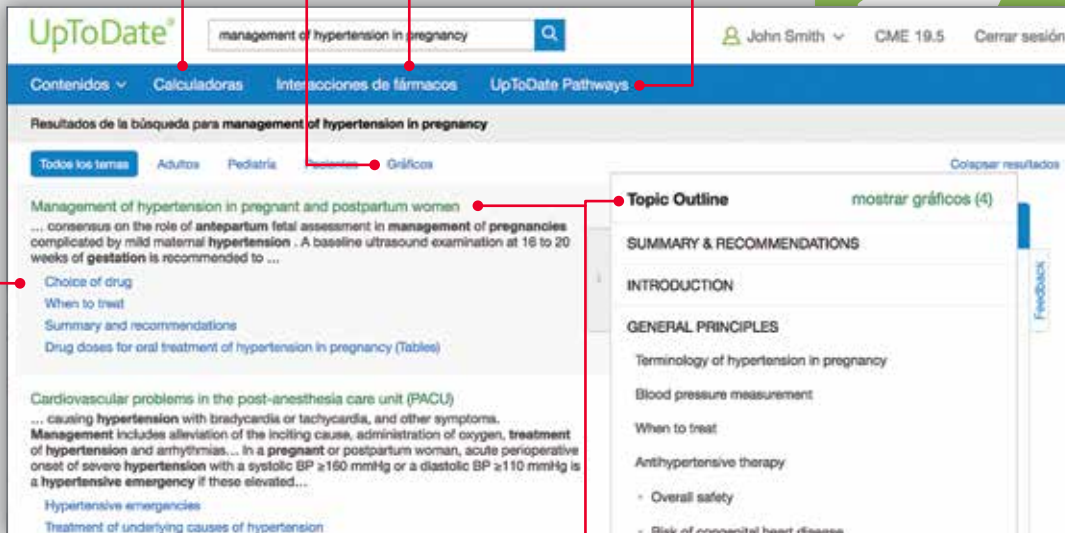 UpToDate®
management of hypertension in pregnancy
John Smith
CME 19.5
Cerrar sesión
Contenidos
Calculadoras
Interacciones de fármacos
UpToDate Pathways
Resultados de la búsqueda para management of hypertension in pregnancy
Todos los temas
Adultos
Pediatría
Pacientes
Gráficos
Colapsar resultados
Management of hypertension in pregnant and postpartum women
... consensus on the role of antepartum fetal assessment in management of pregnancies
complicated by mild maternal hypertension . A baseline ultrasound examination at 16 to 20
weeks of gestation is recommended to ...
Choice of drug
When to treat
Summary and recommendations
Drug doses for oral treatment of hypertension in pregnancy (Tables)
Cardiovascular problems in the post-anesthesia care unit (PACU)
... causing hypertension with bradycardia or tachycardia, and other symptoms.
Management includes alleviation of the inciting cause, administration of oxygen, treatment
of hypertension and arrhythmias... In a pregnant or postpartum woman, acute perioperative
onset of severe hypertension with a systolic BP ≥160 mmHg or a diastolic BP ≥110 mmHg is
a hypertensive emergency if these elevated...
Hypertensive emergencies
Treatment of underlying causes of hypertension
Topic Outline
mostrar gráficos (4)
SUMMARY & RECOMMENDATIONS
INTRODUCTION
GENERAL PRINCIPLES
Terminology of hypertension in pregnancy
Blood pressure measurement
When to treat
Antihypertensive therapy
Overall safety
Risk of congenital heart disease
Feedback